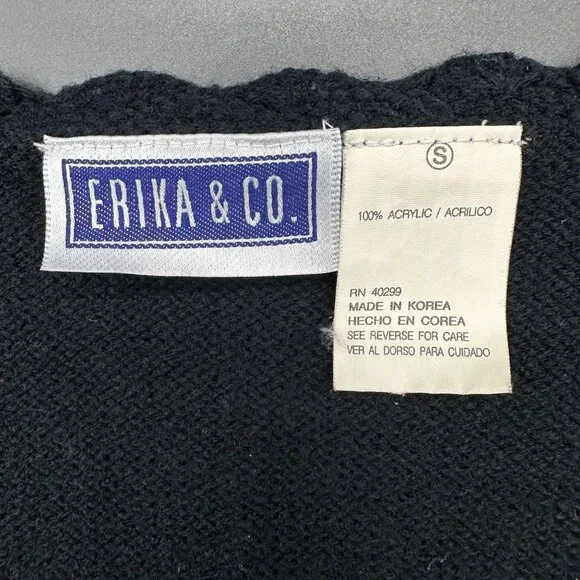 ERIKA & CO.
S
100% ACRYLIC / ACRILICO
RN 40299
MADE IN KOREA
HECHO EN COREA
SEE REVERSE FOR CARE
VER AL DORSO PARA CUIDADO